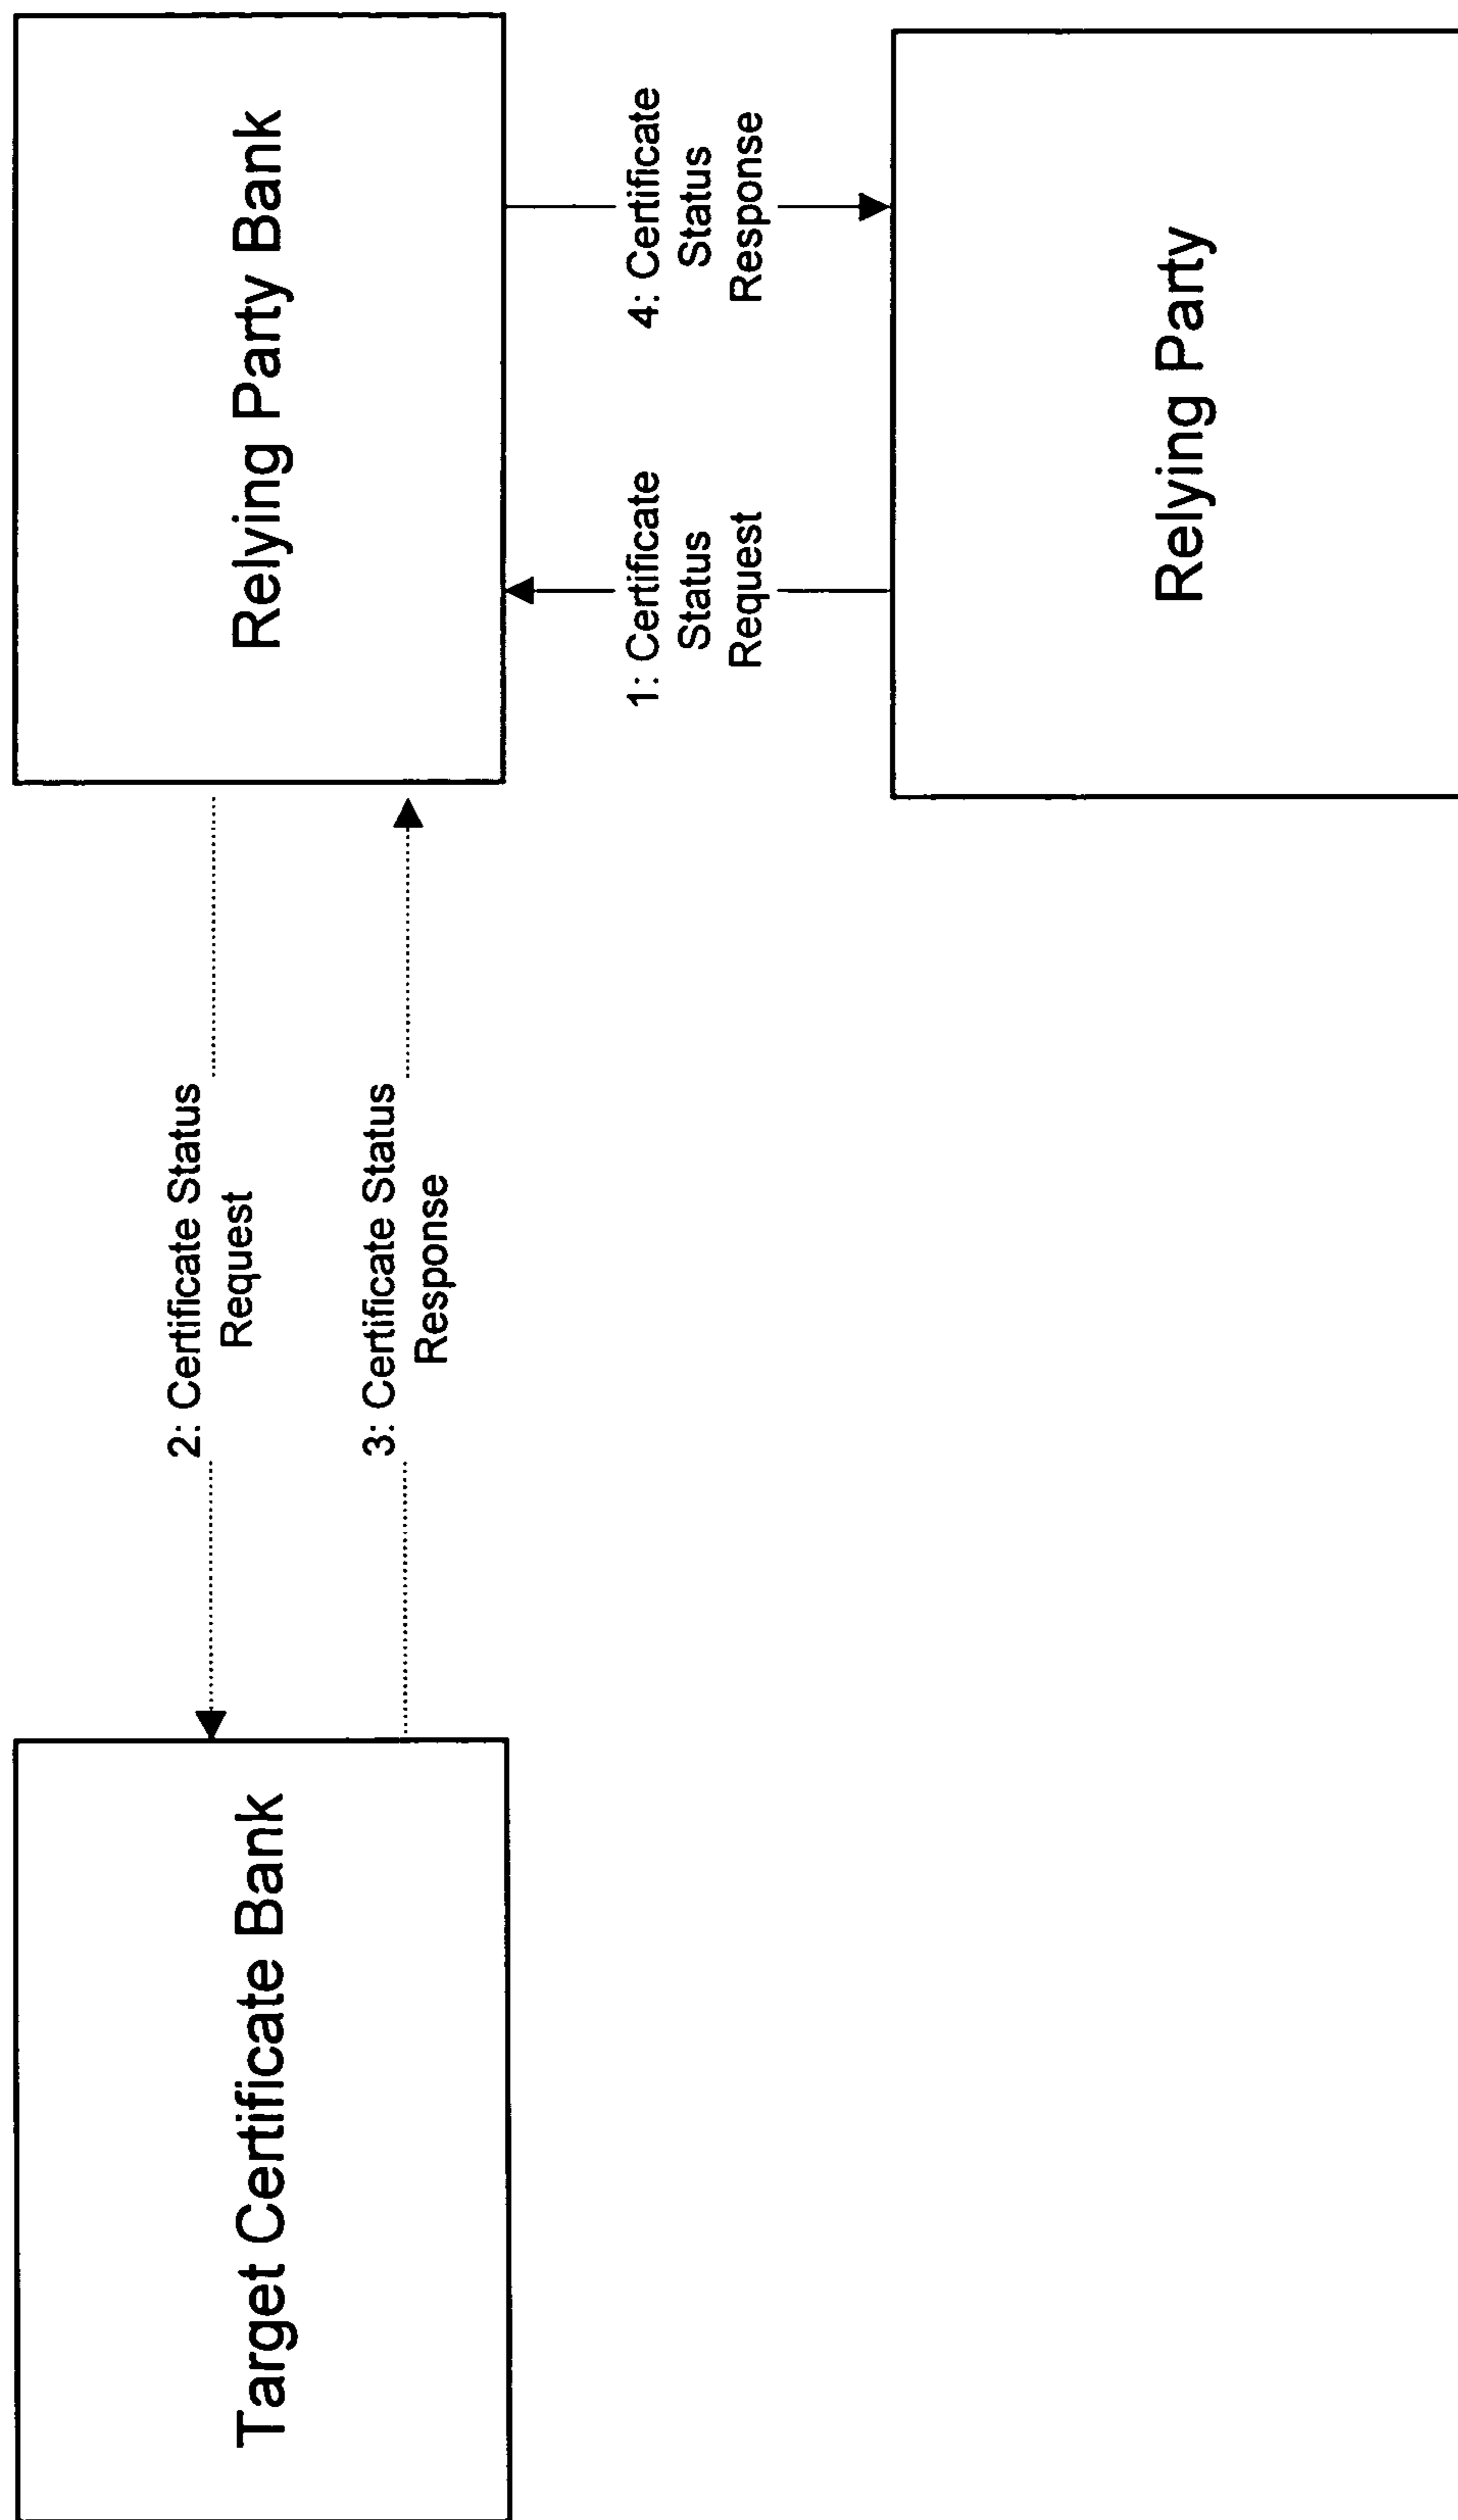 Target Certificate Bank
2: Certificate Status
Request
3: Certificate Status
Response
Relying Party Bank
1: Certificate
Status
Request
4: Certificate
Status
Response
Relying Party